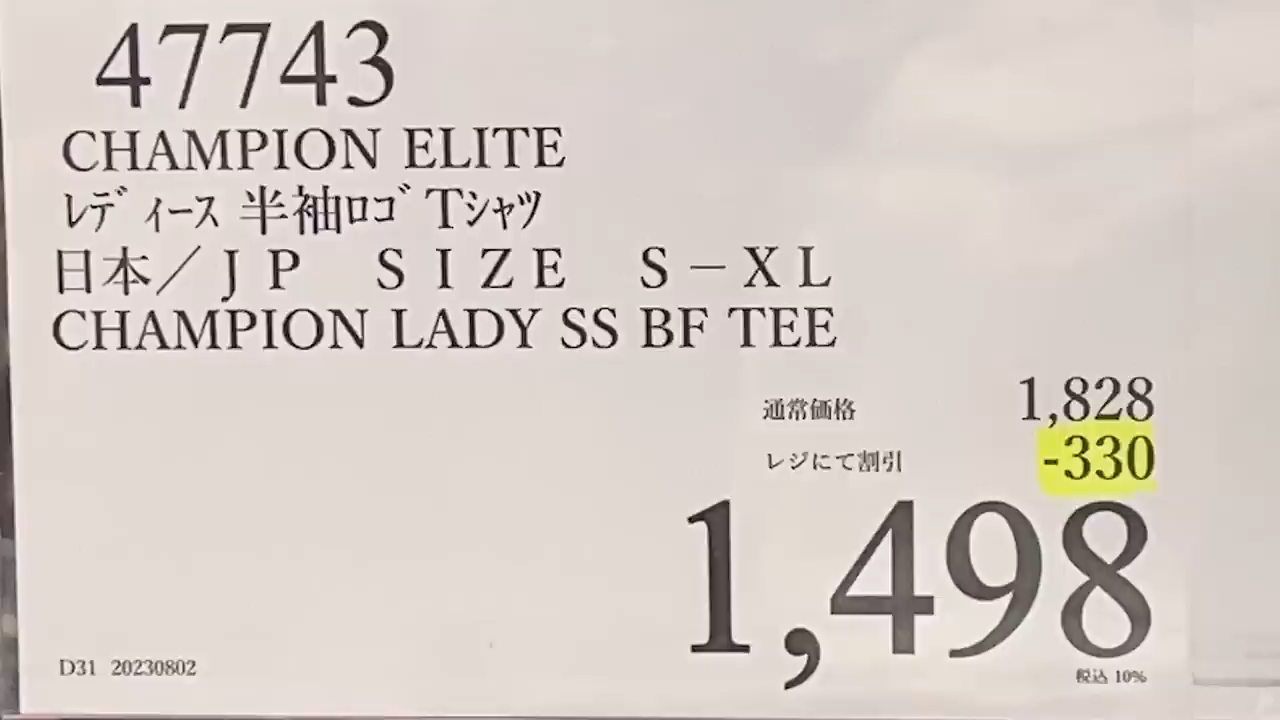 47743
CHAMPION ELITE
ﾚﾃﾞｨｰｽ 半袖ﾛｺﾞ Tｼャツ
日本／ＪＰ　ＳＩＺＥ　Ｓ－ＸＬ
CHAMPION LADY SS BF TEE
通常価格 1,828
レジにて割引 -330
1,498
税込 10%
D31 20230802